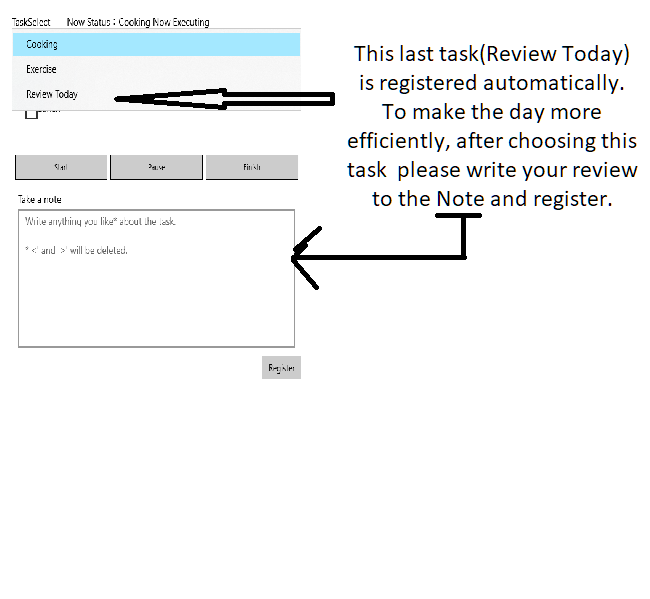 TaskSelect Now Status : Cooking Now Executing
Cooking
Exercise
Review Today
Start Pause Finish
Take a note
Write anything you like* about the task.
* '<' and '>' will be deleted.
Register
This last task(Review Today)
is registered automatically.
To make the day more
efficiently, after choosing this
task please write your review
to the Note and register.